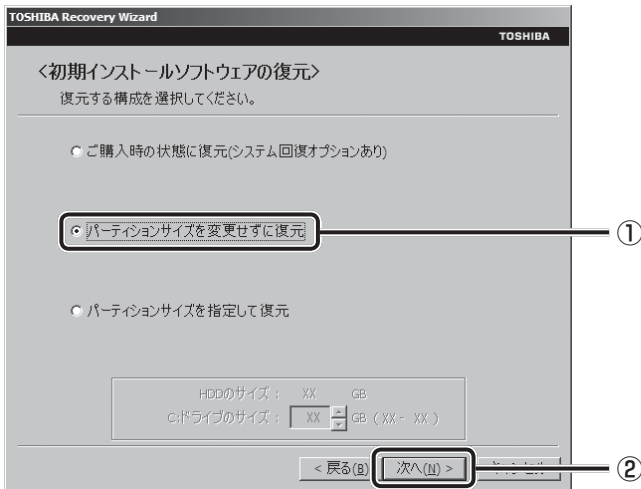 TOSHIBA Recovery Wizard
TOSHIBA
<初期インストールソフトウェアの復元>
復元する構成を選択してください。
ご購入時の状態に復元(システム回復オプションあり)
パーティションサイズを変更せずに復元
①
パーティションサイズを指定して復元
HDDのサイズ： XX GB
C:ドライブのサイズ： XX GB ( XX - XX )
< 戻る(B) 次へ(N) >
②